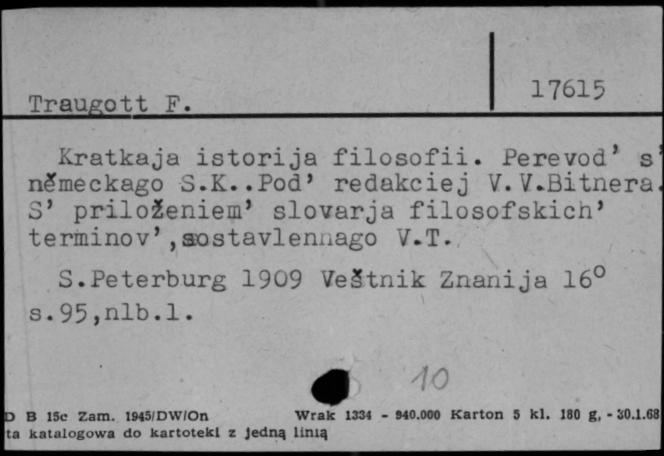 17615
Traugott F.
Kratkaja istorija filosofii. Perevod' s'
německago S.K..Pod' redakciej V.V.Bitnera.
S' priloženiem' slovarja filosofskich'
terminov',sostavlennago V.T.
S.Peterburg 1909 Veštnik Znanija 16°
s.95,nlb.l.
10
D B 15c Zam. 1945/DW/On Wrak 1334 - 940.000 Karton 5 kl. 180 g, - 30.1.68
ta katalogowa do kartoteki z jedną linią